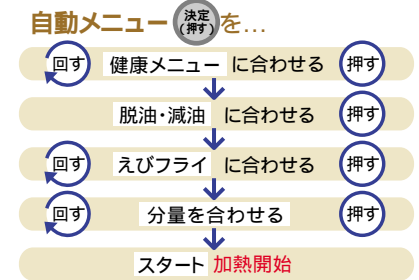 自動メニュー 決定(押す) を…
回す 健康メニュー に合わせる 押す
脱油・減油 に合わせる 押す
回す えびフライ に合わせる 押す
回す 分量を合わせる 押す
スタート 加熱開始